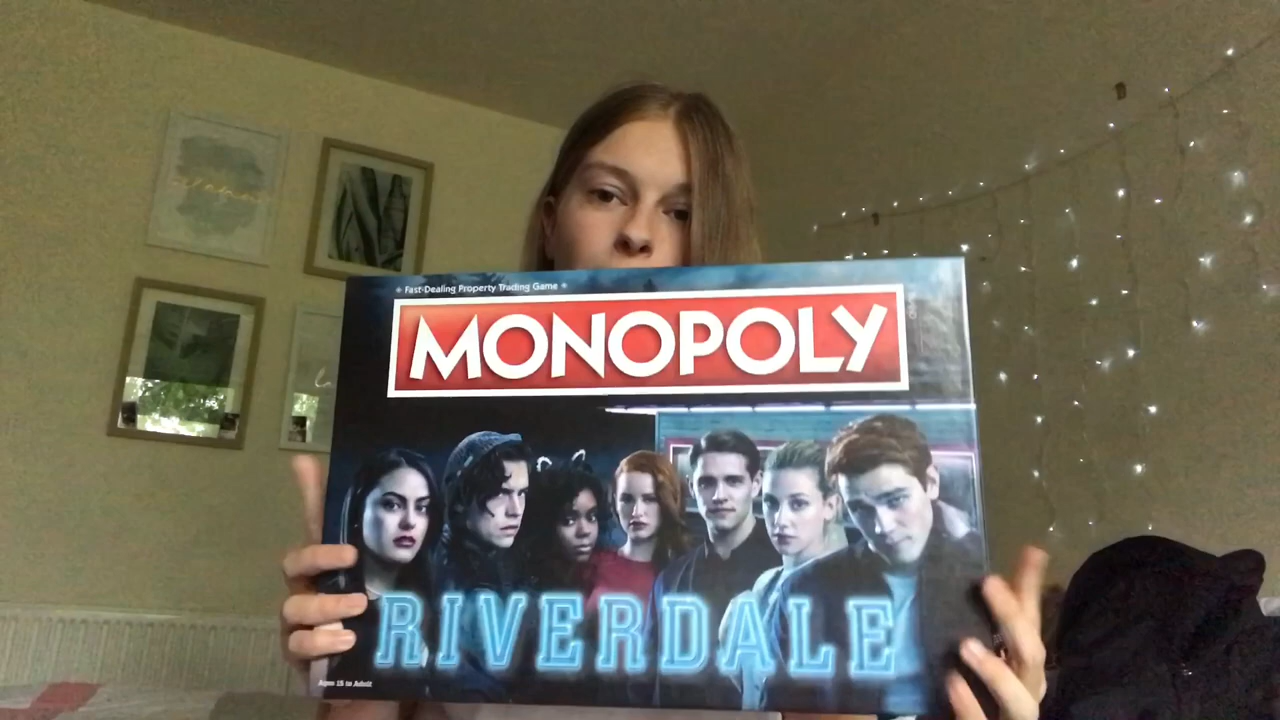 Fast-Dealing Property Trading Game
MONOPOLY
RIVERDALE
Ages 15 to Adult